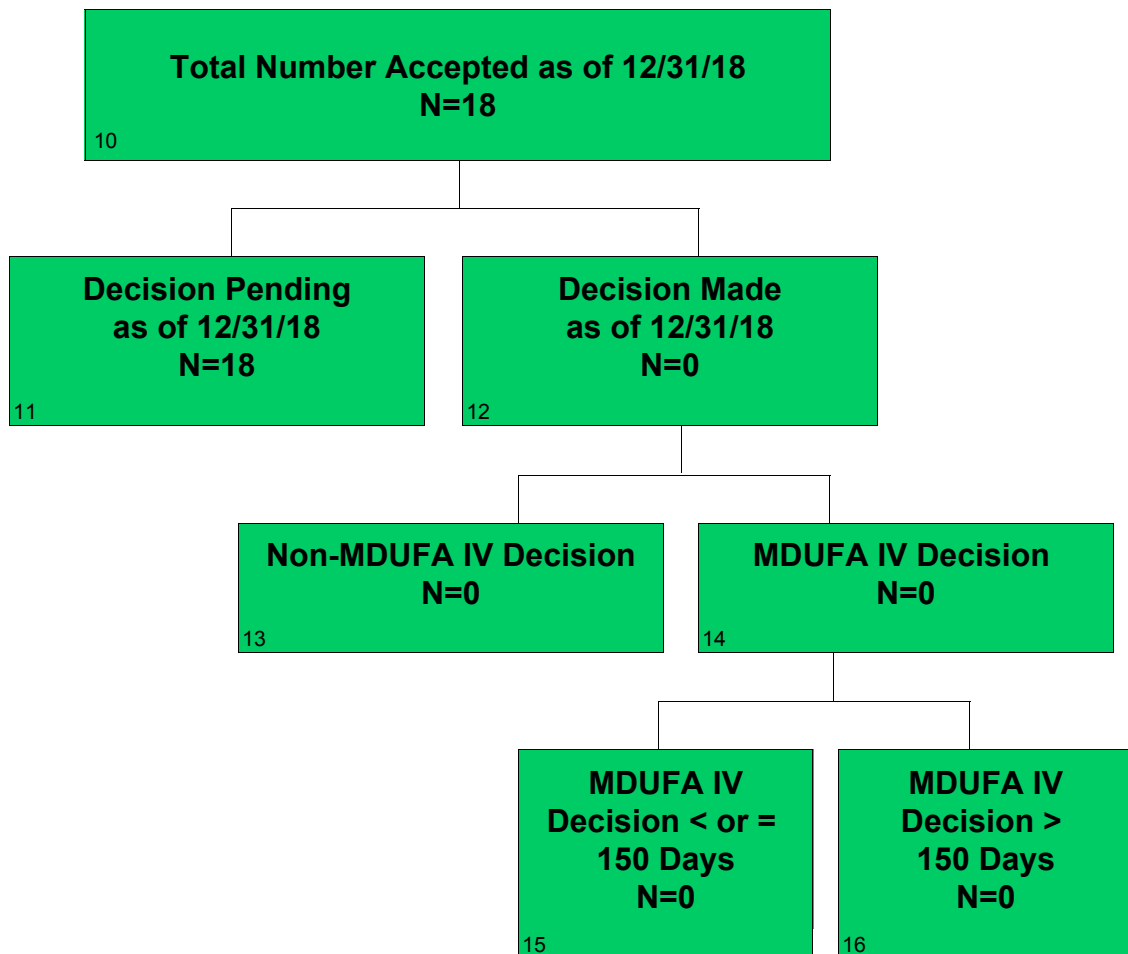 Total Number Accepted as of 12/31/18
N=18
10
Decision Pending
as of 12/31/18
N=18
11
Decision Made
as of 12/31/18
N=0
12
Non-MDUFA IV Decision
N=0
13
MDUFA IV Decision
N=0
14
MDUFA IV
Decision < or =
150 Days
N=0
15
MDUFA IV
Decision >
150 Days
N=0
16